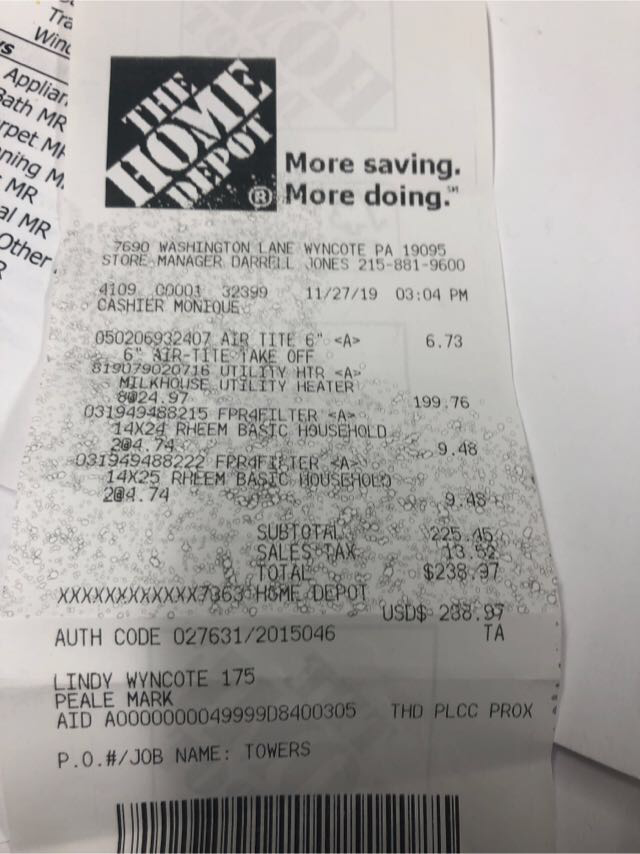 Tra
Wind
Applian
Bath MR
rpet MR
ning M
MR
al MR
Other
THE
HOME
DEPOT
®
More saving.
More doing.℠
7690 WASHINGTON LANE WYNCOTE PA 19095
STORE MANAGER DARRELL JONES 215-881-9600
4109 00001 32399 11/27/19 03:04 PM
CASHIER MONIQUE
050206932407 AIR TITE 6" <A> 6.73
6" AIR-TITE TAKE OFF
819079020716 UTILITY HTR <A>
MILKHOUSE UTILITY HEATER
8@24.97 199.76
031949488215 FPR4FILTER <A>
14X24 RHEEM BASIC HOUSEHOLD
2@4.74 9.48
031949488222 FPR4FILTER <A>
14X25 RHEEM BASIC HOUSEHOLD
2@4.74 9.48
SUBTOTAL 225.45
SALES TAX 13.52
TOTAL $238.97
XXXXXXXXXXXX7363 HOME DEPOT
USD$ 238.97
AUTH CODE 027631/2015046 TA
LINDY WYNCOTE 175
PEALE MARK
AID A0000000049999D8400305 THD PLCC PROX
P.O.#/JOB NAME: TOWERS